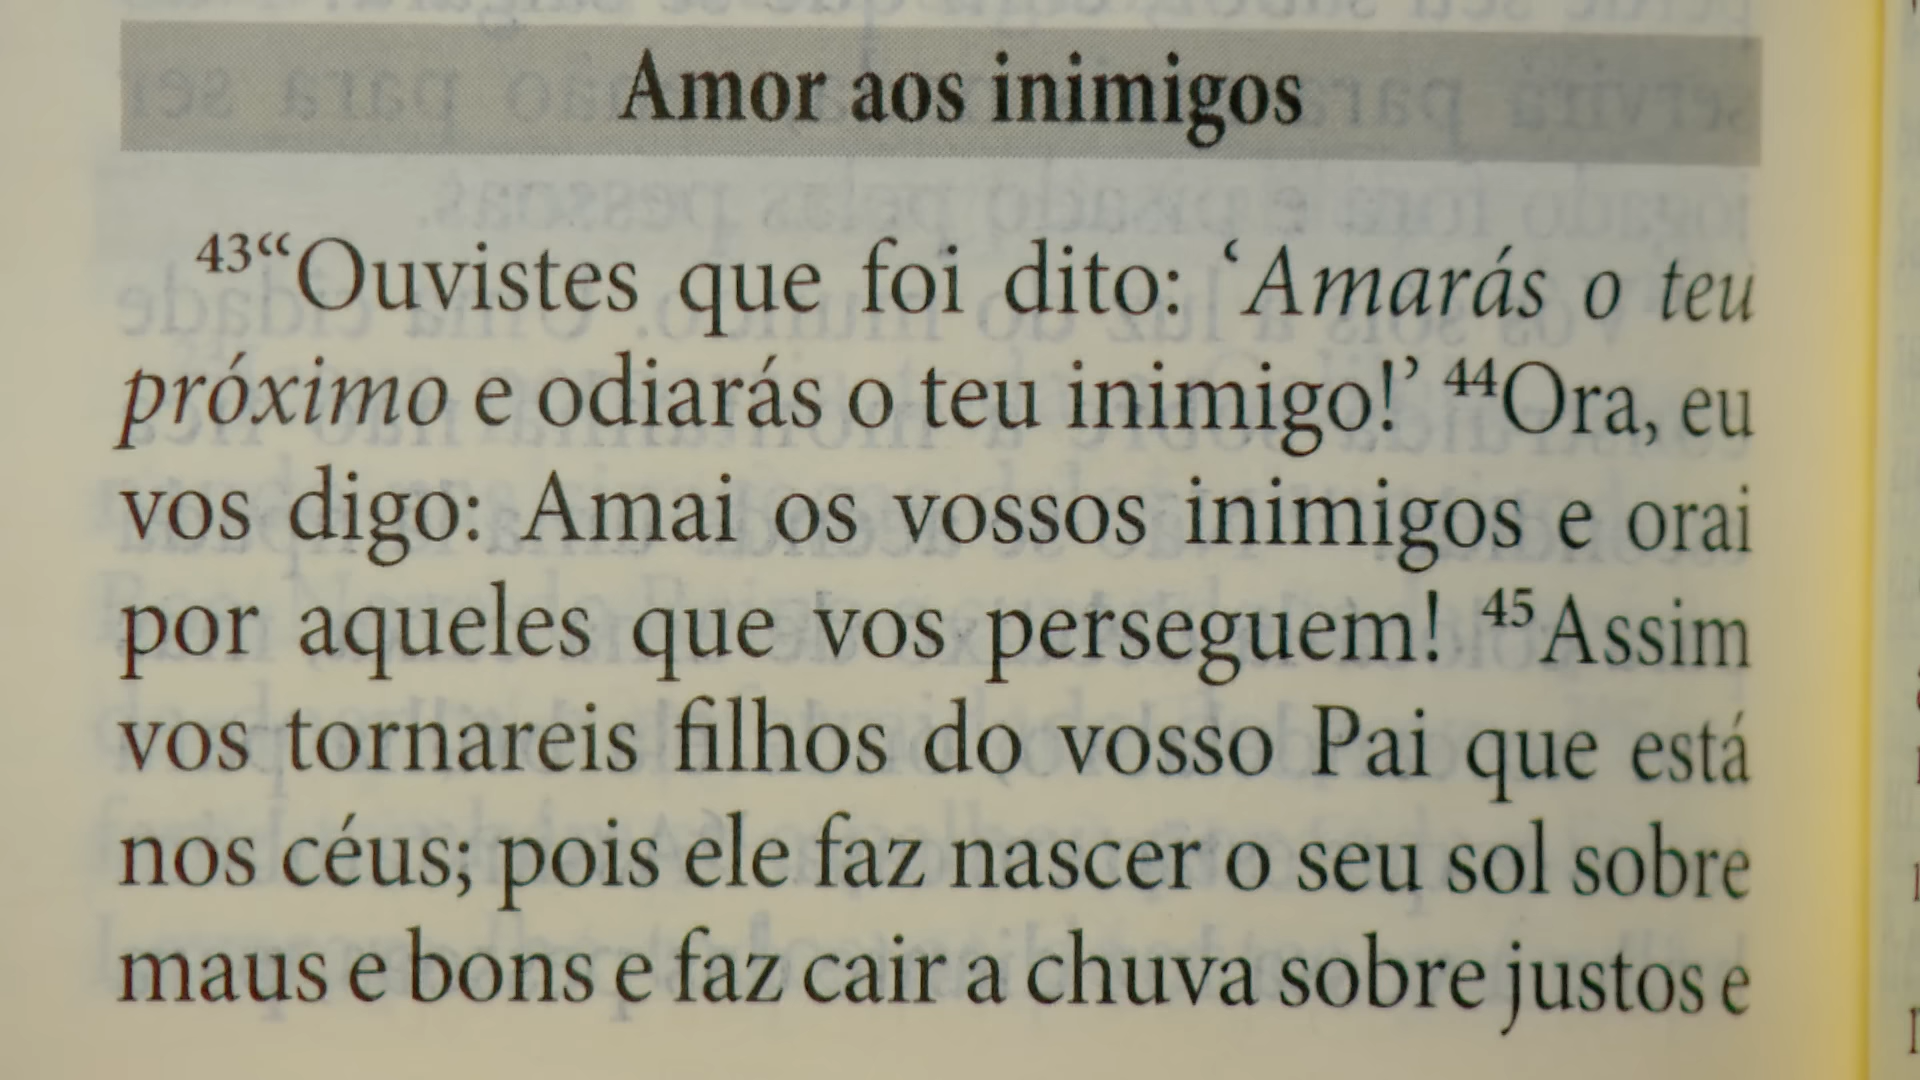 Amor aos inimigos
⁴³“Ouvistes que foi dito: ‘Amarás o teu
próximo e odiarás o teu inimigo!’ ⁴⁴Ora, eu
vos digo: Amai os vossos inimigos e orai
por aqueles que vos perseguem! ⁴⁵Assim
vos tornareis filhos do vosso Pai que está
nos céus; pois ele faz nascer o seu sol sobre
maus e bons e faz cair a chuva sobre justos e